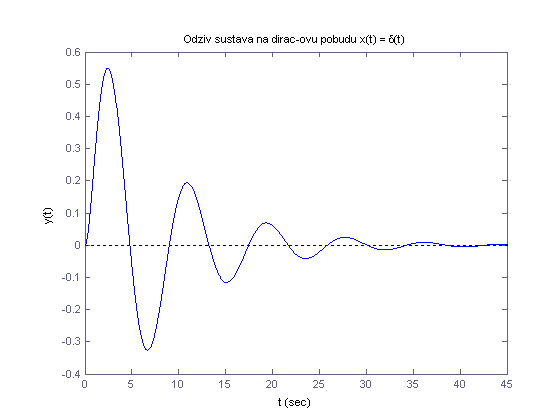 Odziv sustava na dirac-ovu pobudu x(t) = δ(t)
0.6
0.5
0.4
0.3
0.2
0.1
0
-0.1
-0.2
-0.3
-0.4
y(t)
0 5 10 15 20 25 30 35 40 45
t (sec)